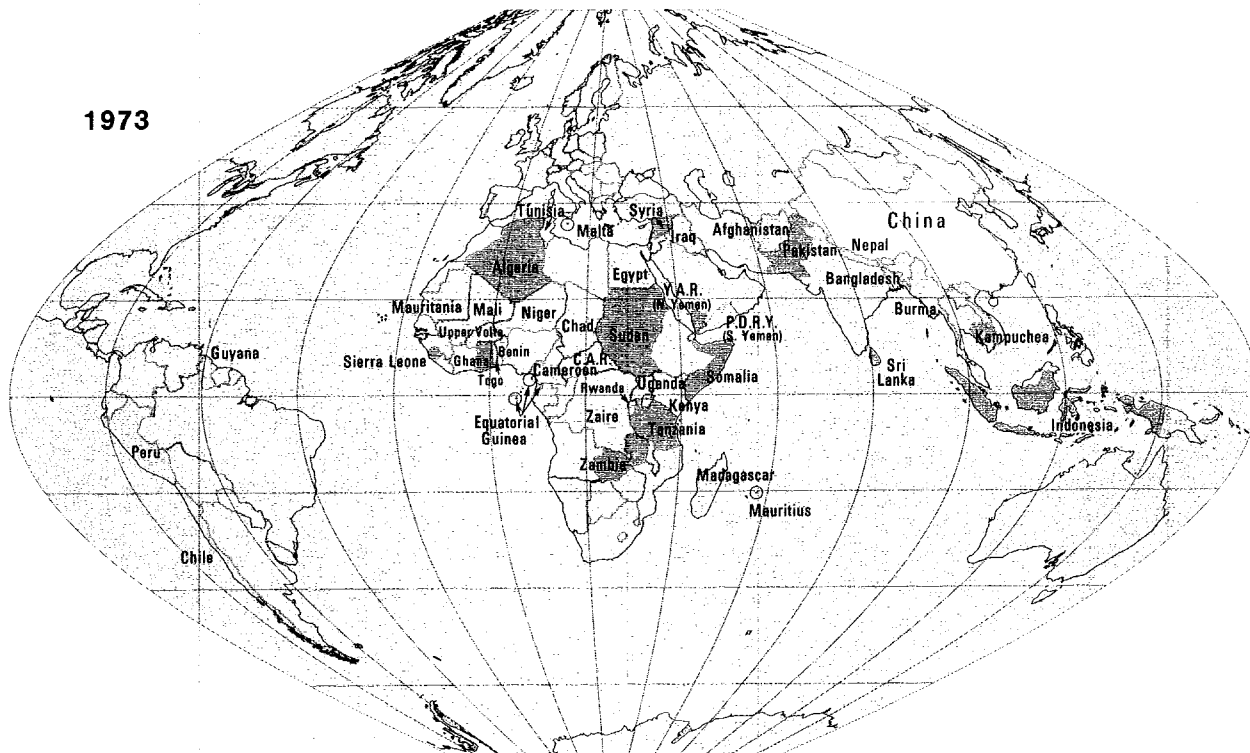 1973
China
Tunisia
Syria
Malta
Iraq
Afghanistan
Pakistan
Nepal
Algeria
Egypt
Bangladesh
Y.A.R.
(N. Yemen)
Mauritania
Mali
Niger
Burma
P.D.R.Y.
(S. Yemen)
Upper Volta
Chad
Sudan
Kampuchea
Guyana
Sierra Leone
Ghana
Benin
C.A.R.
Cameroon
Togo
Rwanda
Uganda
Somalia
Sri
Lanka
Kenya
Equatorial
Guinea
Zaire
Tanzania
Indonesia
Peru
Zambia
Madagascar
Mauritius
Chile